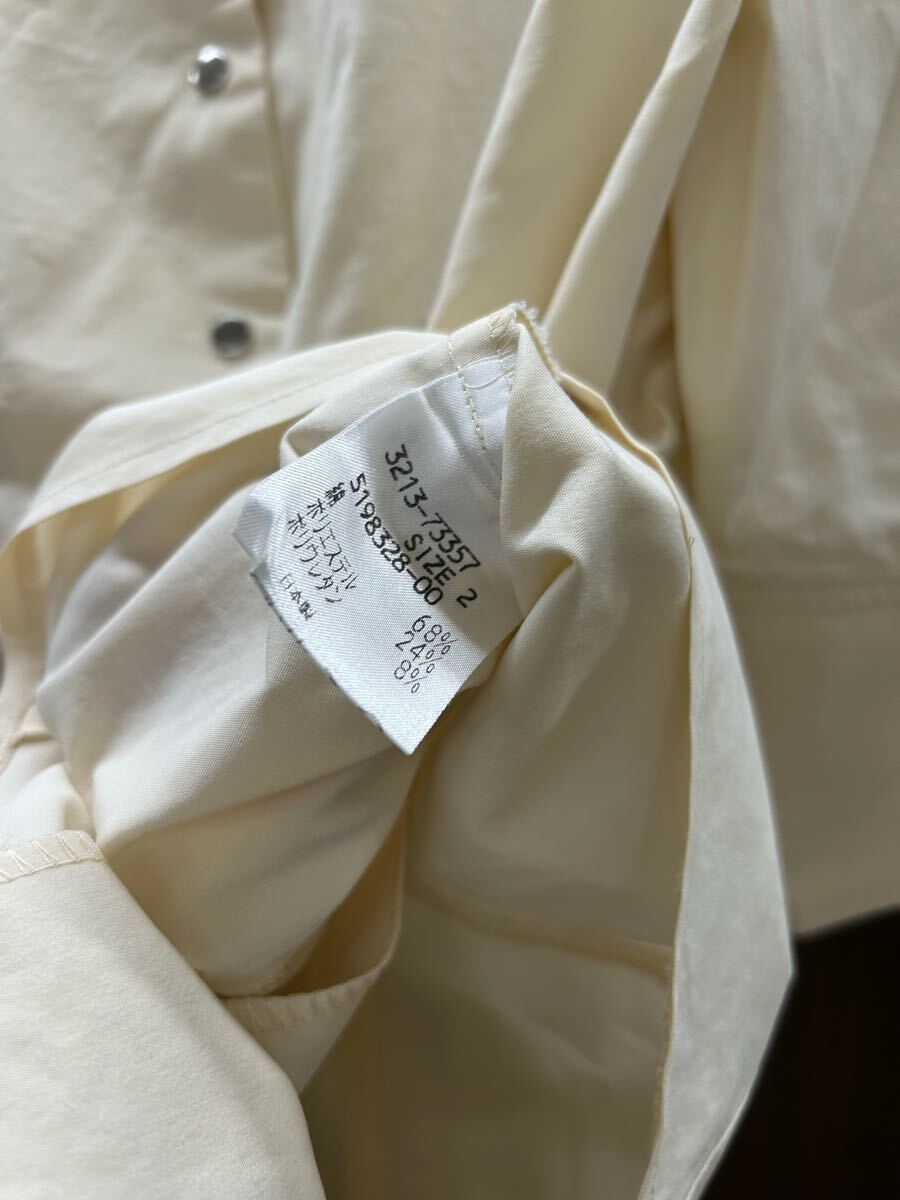 3213-73357
SIZE 2
5198328-00
綿 68%
ポリエステル 24%
ポリウレタン 8%
日本製